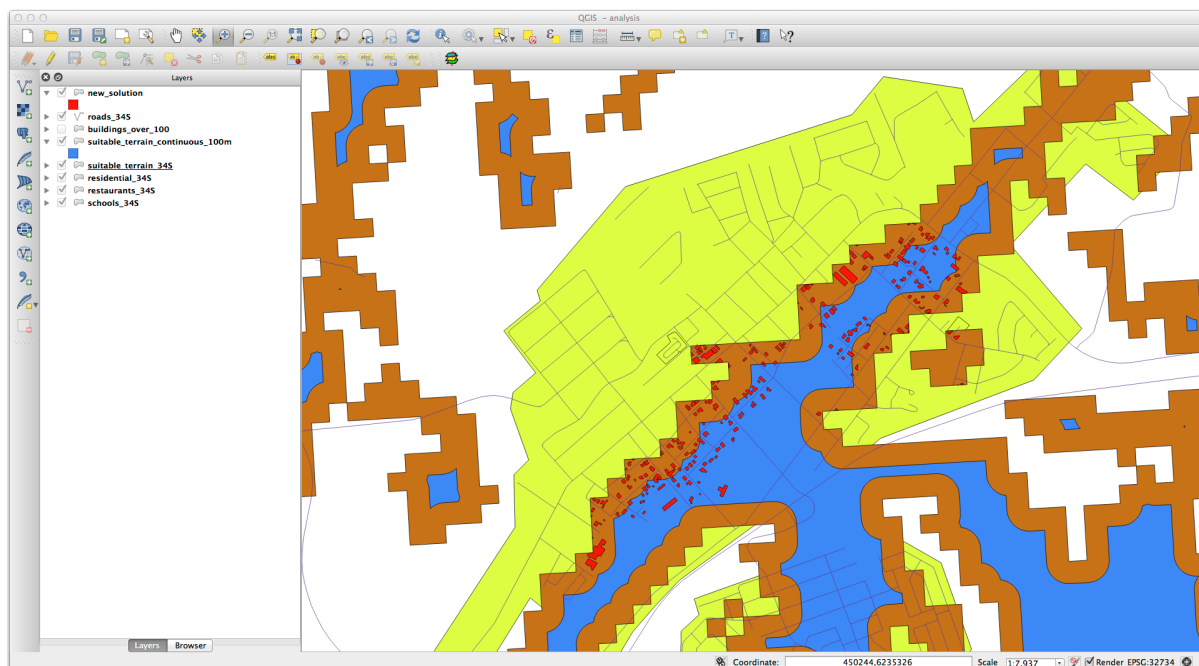 QGIS - analysis
Layers
new_solution
roads_34S
buildings_over_100
suitable_terrain_continuous_100m
suitable_terrain_34S
residential_34S
restaurants_34S
schools_34S
Layers Browser
Coordinate: 450244,6235326 Scale 1:7,937 Render EPSG:32734